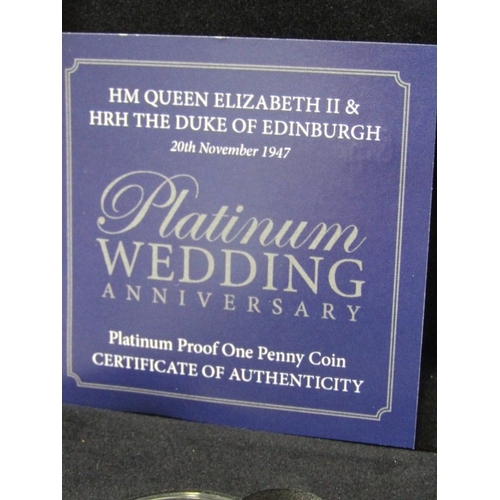 HM QUEEN ELIZABETH II &
HRH THE DUKE OF EDINBURGH
20th November 1947
Platinum
WEDDING
ANNIVERSARY
Platinum Proof One Penny Coin
CERTIFICATE OF AUTHENTICITY